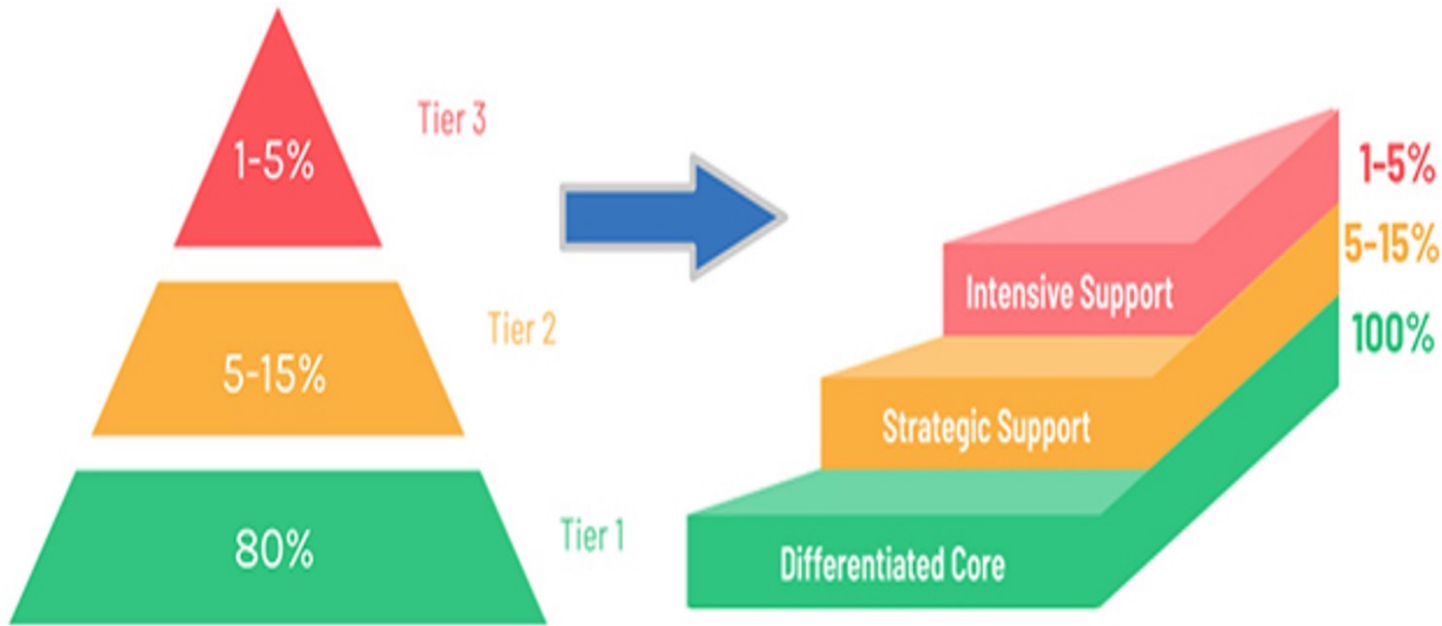 1-5%
Tier 3
5-15%
Tier 2
80%
Tier 1
1-5%
Intensive Support
5-15%
Strategic Support
100%
Differentiated Core